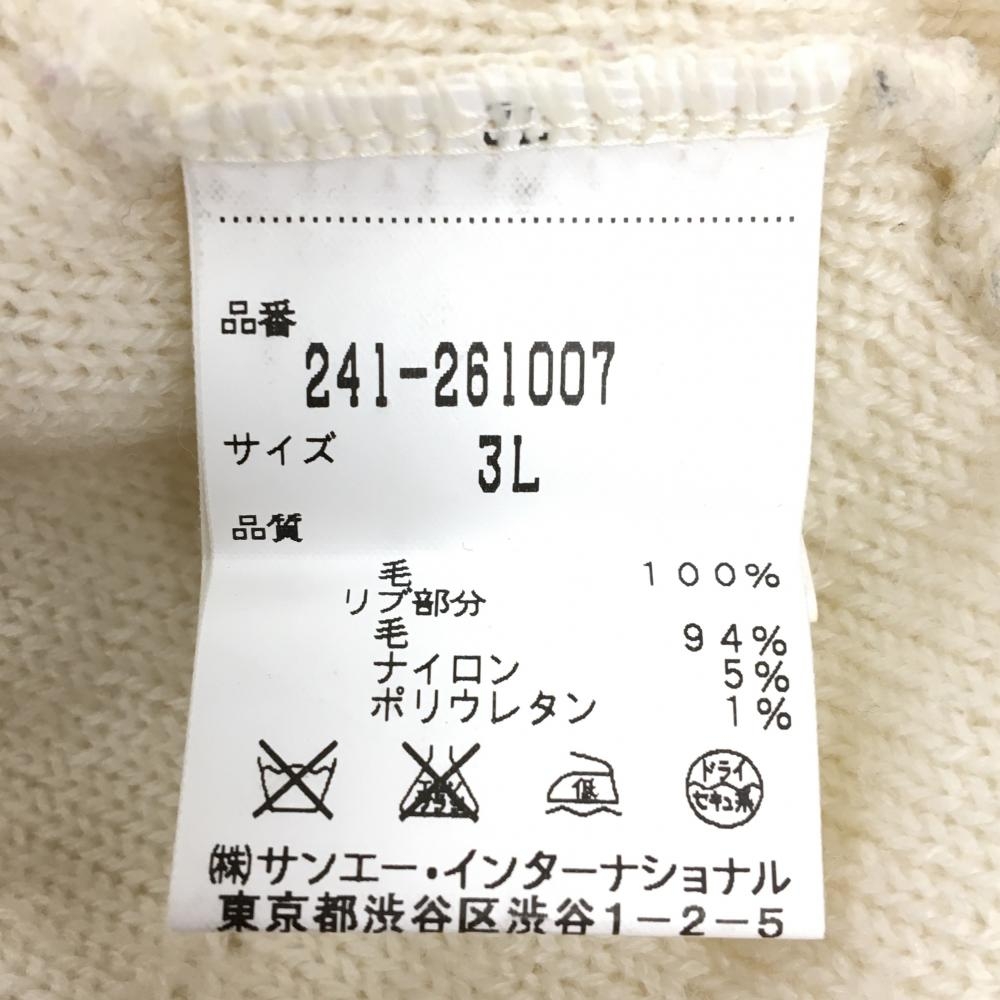 品番
241-261007
サイズ 3L
品質
毛 100%
リブ部分
毛 94%
ナイロン 5%
ポリウレタン 1%
低 ドライ
セキユ系
㈱サンエー・インターナショナル
東京都渋谷区渋谷1-2-5